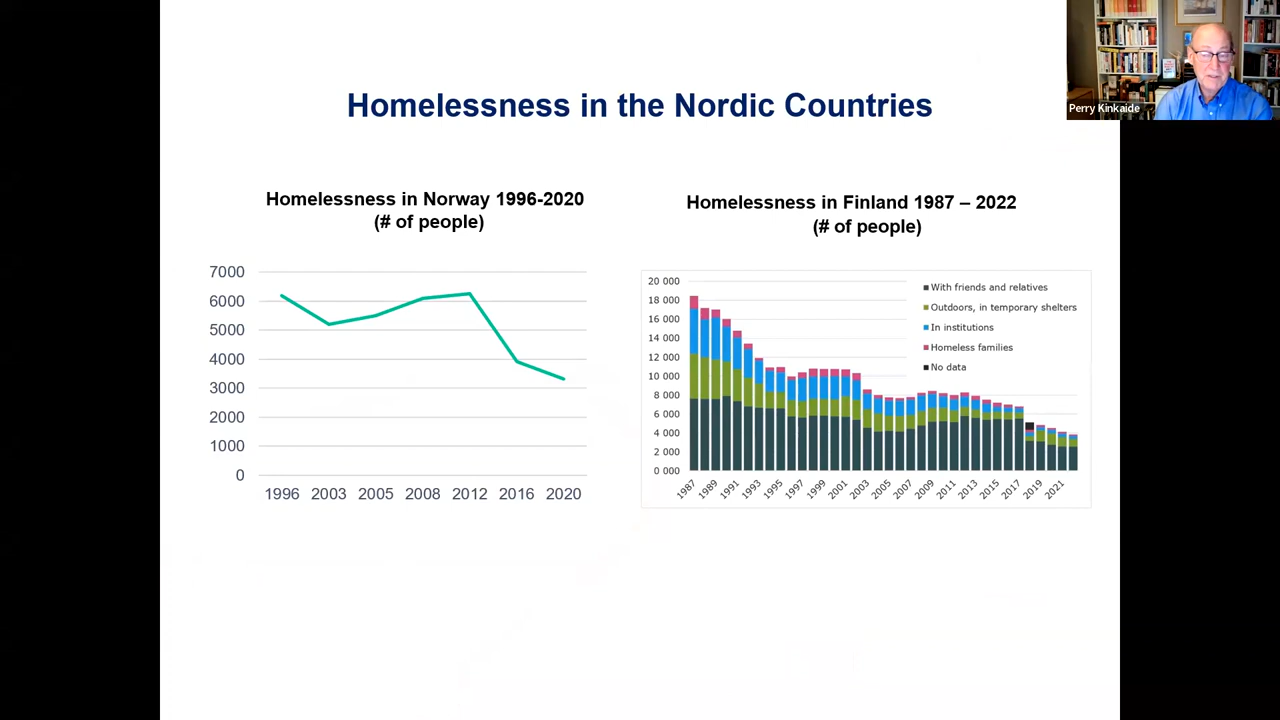 Perry Kinkaide
Homelessness in the Nordic Countries
Homelessness in Norway 1996-2020
(# of people)
7000
6000
5000
4000
3000
2000
1000
0
1996 2003 2005 2008 2012 2016 2020
Homelessness in Finland 1987 – 2022
(# of people)
20 000
18 000
16 000
14 000
12 000
10 000
8 000
6 000
4 000
2 000
0 000
With friends and relatives
Outdoors, in temporary shelters
In institutions
Homeless families
No data
1987 1989 1991 1993 1995 1997 1999 2001 2003 2005 2007 2009 2011 2013 2015 2017 2019 2021